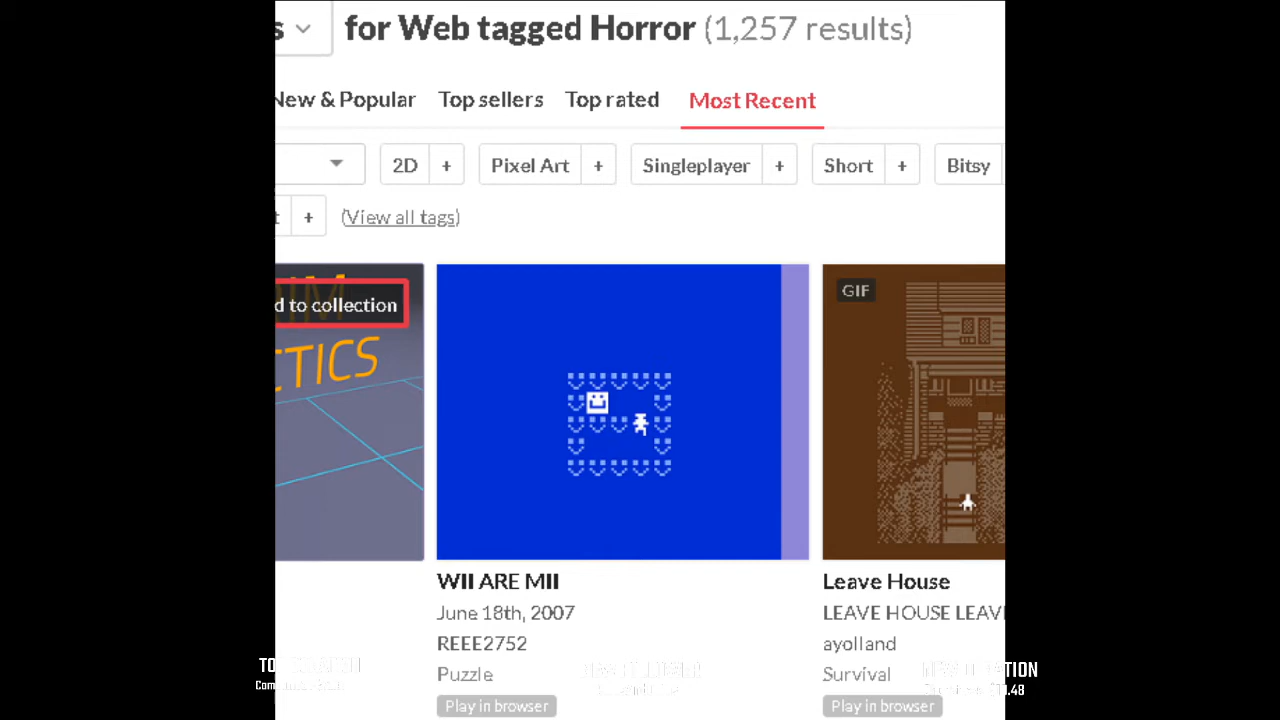 s for Web tagged Horror (1,257 results)
New & Popular Top sellers Top rated Most Recent
2D + Pixel Art + Singleplayer + Short + Bitsy
t + (View all tags)
d to collection
CTICS
GIF
WII ARE MII
June 18th, 2007
REEE2752
Puzzle
Play in browser
Leave House
LEAVE HOUSE LEAV
ayolland
Survival
Play in browser